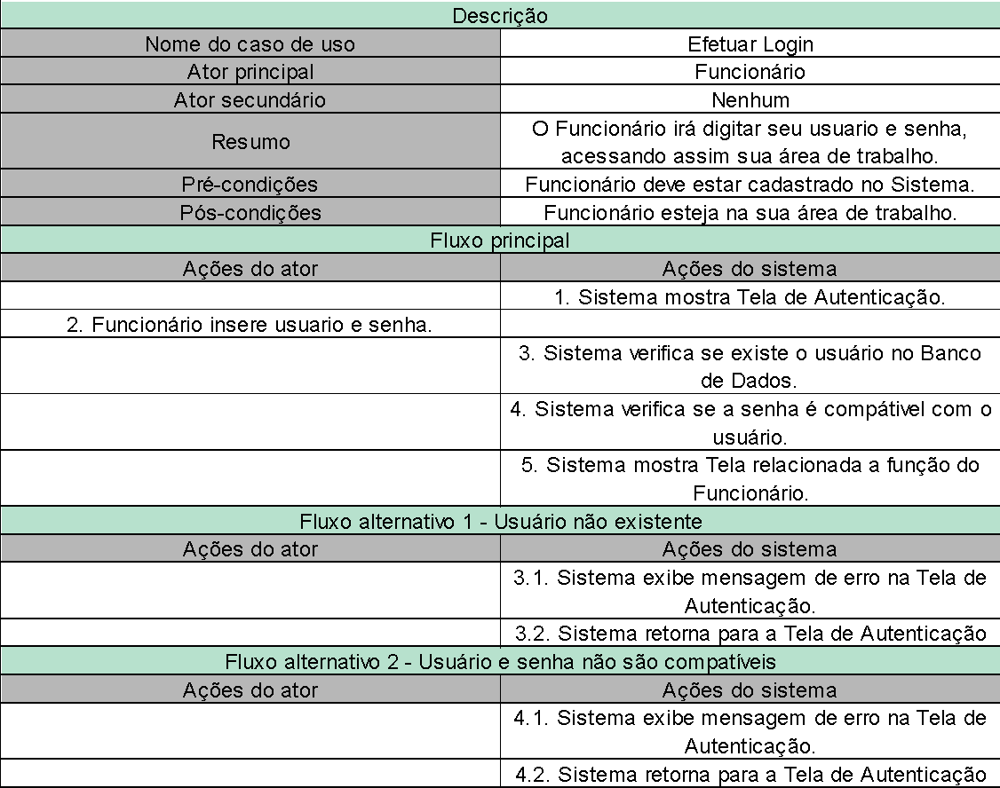 Descrição
Nome do caso de uso
Efetuar Login
Ator principal
Funcionário
Ator secundário
Nenhum
Resumo
O Funcionário irá digitar seu usuario e senha,
acessando assim sua área de trabalho.
Pré-condições
Funcionário deve estar cadastrado no Sistema.
Pós-condições
Funcionário esteja na sua área de trabalho.
Fluxo principal
Ações do ator
Ações do sistema
1. Sistema mostra Tela de Autenticação.
2. Funcionário insere usuario e senha.
3. Sistema verifica se existe o usuário no Banco
de Dados.
4. Sistema verifica se a senha é compátivel com o
usuário.
5. Sistema mostra Tela relacionada a função do
Funcionário.
Fluxo alternativo 1 - Usuário não existente
Ações do ator
Ações do sistema
3.1. Sistema exibe mensagem de erro na Tela de
Autenticação.
3.2. Sistema retorna para a Tela de Autenticação
Fluxo alternativo 2 - Usuário e senha não são compatíveis
Ações do ator
Ações do sistema
4.1. Sistema exibe mensagem de erro na Tela de
Autenticação.
4.2. Sistema retorna para a Tela de Autenticação